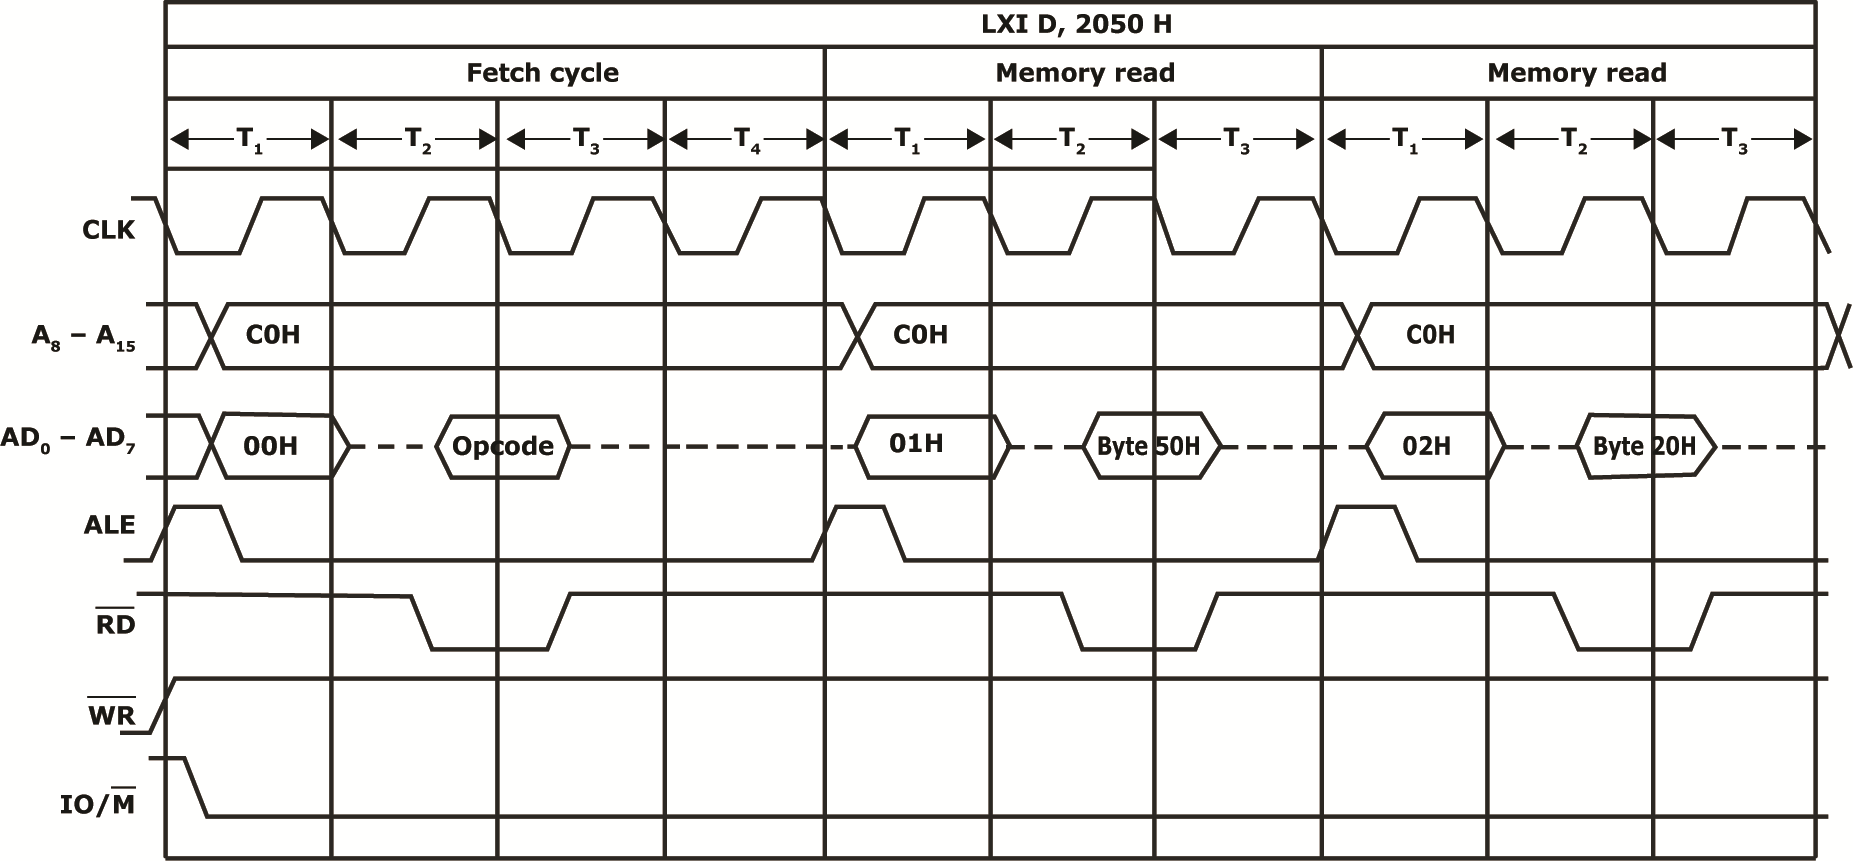 LXI D, 2050 H
Fetch cycle Memory read Memory read
T1 T2 T3 T4 T1 T2 T3 T1 T2 T3
CLK
A8 – A15 C0H C0H C0H
AD0 – AD7 00H Opcode 01H Byte 50H 02H Byte 20H
ALE
RD
WR
IO/M